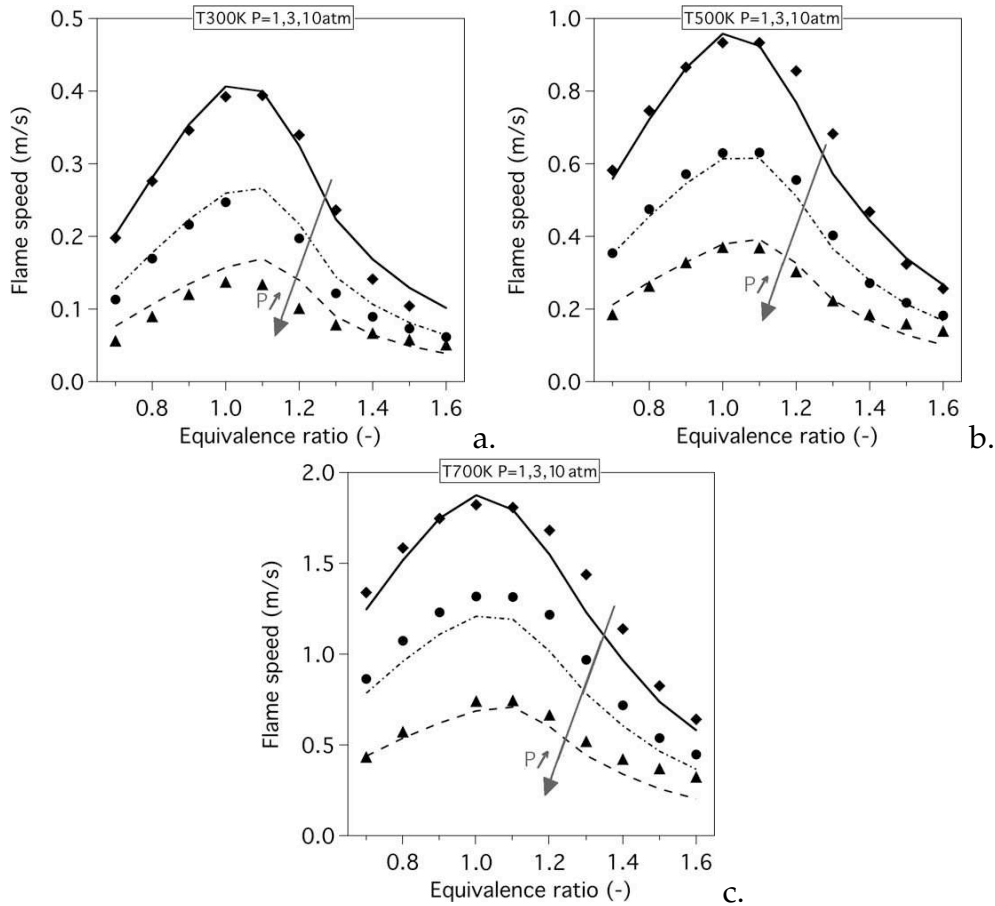 T300K P=1,3,10atm
Flame speed (m/s)
0.5
0.4
0.3
0.2
0.1
0.0
P
0.8 1.0 1.2 1.4 1.6
Equivalence ratio (-)
a.
T500K P=1,3,10atm
Flame speed (m/s)
1.0
0.8
0.6
0.4
0.2
0.0
P
0.8 1.0 1.2 1.4 1.6
Equivalence ratio (-)
b.
T700K P=1,3,10 atm
Flame speed (m/s)
2.0
1.5
1.0
0.5
0.0
P
0.8 1.0 1.2 1.4 1.6
Equivalence ratio (-)
c.